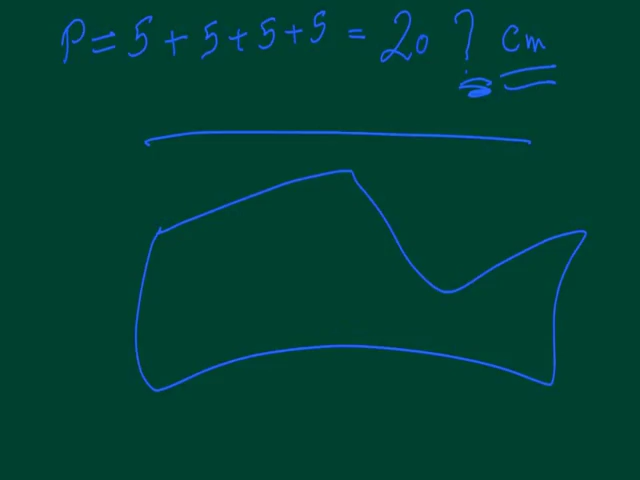 P = 5 + 5 + 5 + 5 = 20 ? cm